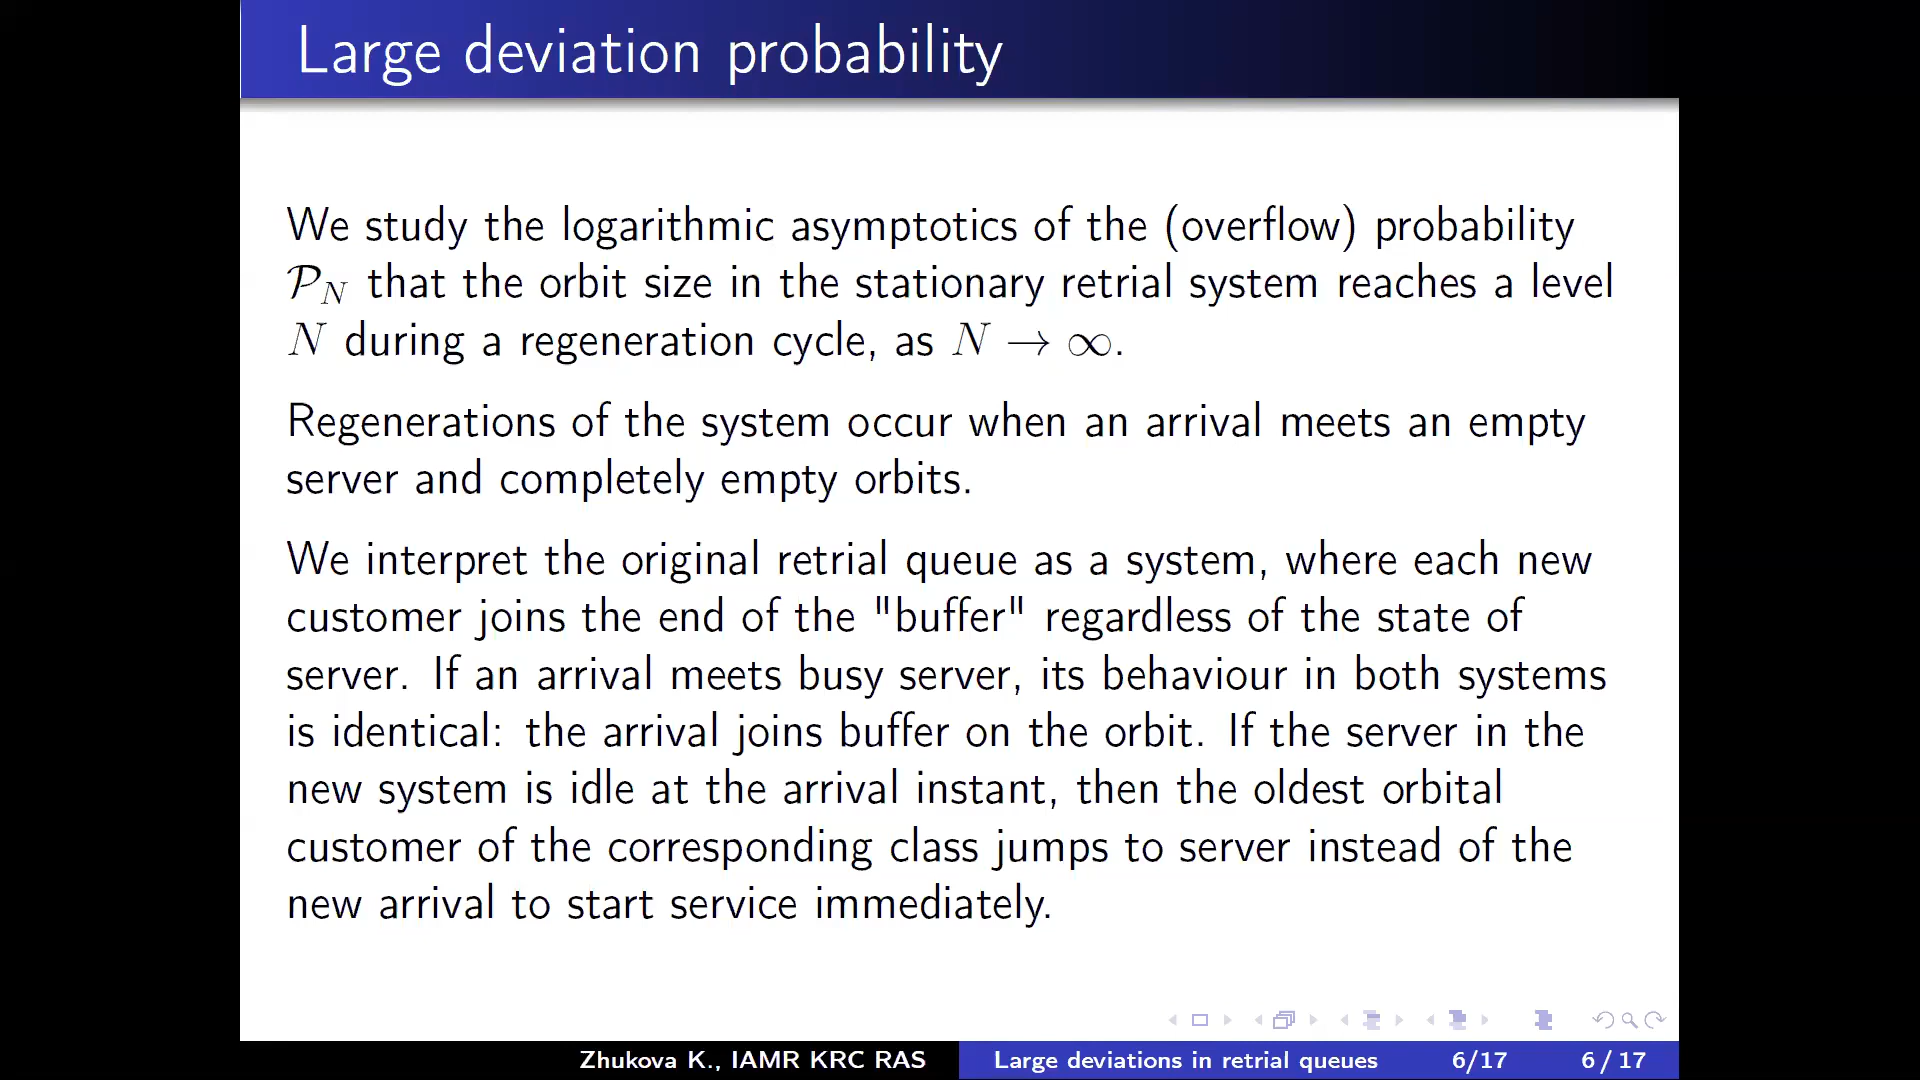 Large deviation probability
We study the logarithmic asymptotics of the (overflow) probability
𝒫_N that the orbit size in the stationary retrial system reaches a level
N during a regeneration cycle, as N → ∞.
Regenerations of the system occur when an arrival meets an empty
server and completely empty orbits.
We interpret the original retrial queue as a system, where each new
customer joins the end of the "buffer" regardless of the state of
server. If an arrival meets busy server, its behaviour in both systems
is identical: the arrival joins buffer on the orbit. If the server in the
new system is idle at the arrival instant, then the oldest orbital
customer of the corresponding class jumps to server instead of the
new arrival to start service immediately.
Zhukova K., IAMR KRC RAS Large deviations in retrial queues 6/17 6 / 17